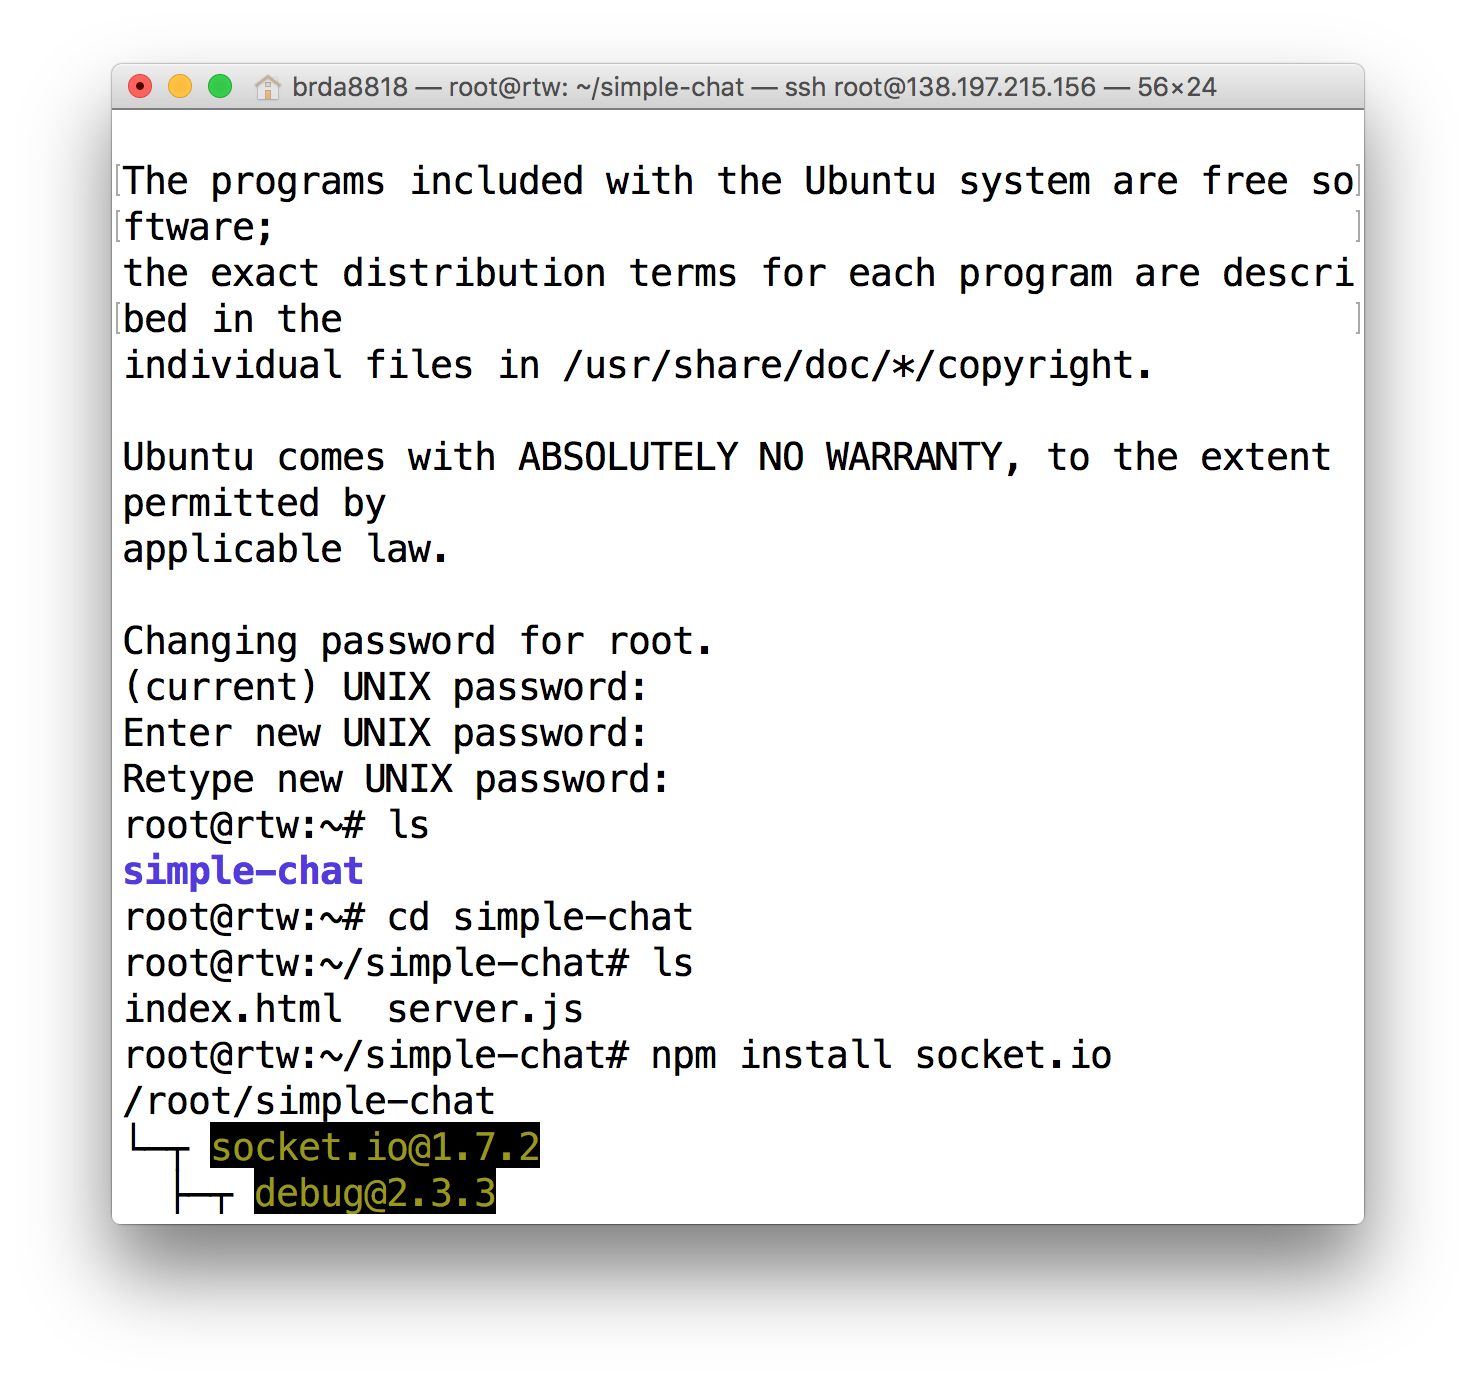 brda8818 — root@rtw: ~/simple-chat — ssh root@138.197.215.156 — 56×24
[The programs included with the Ubuntu system are free so]
[ftware; ]
the exact distribution terms for each program are descri
[bed in the ]
individual files in /usr/share/doc/*/copyright.
Ubuntu comes with ABSOLUTELY NO WARRANTY, to the extent
permitted by
applicable law.
Changing password for root.
(current) UNIX password:
Enter new UNIX password:
Retype new UNIX password:
root@rtw:~# ls
simple-chat
root@rtw:~# cd simple-chat
root@rtw:~/simple-chat# ls
index.html  server.js
root@rtw:~/simple-chat# npm install socket.io
/root/simple-chat
└─┬ socket.io@1.7.2
  ├─┬ debug@2.3.3